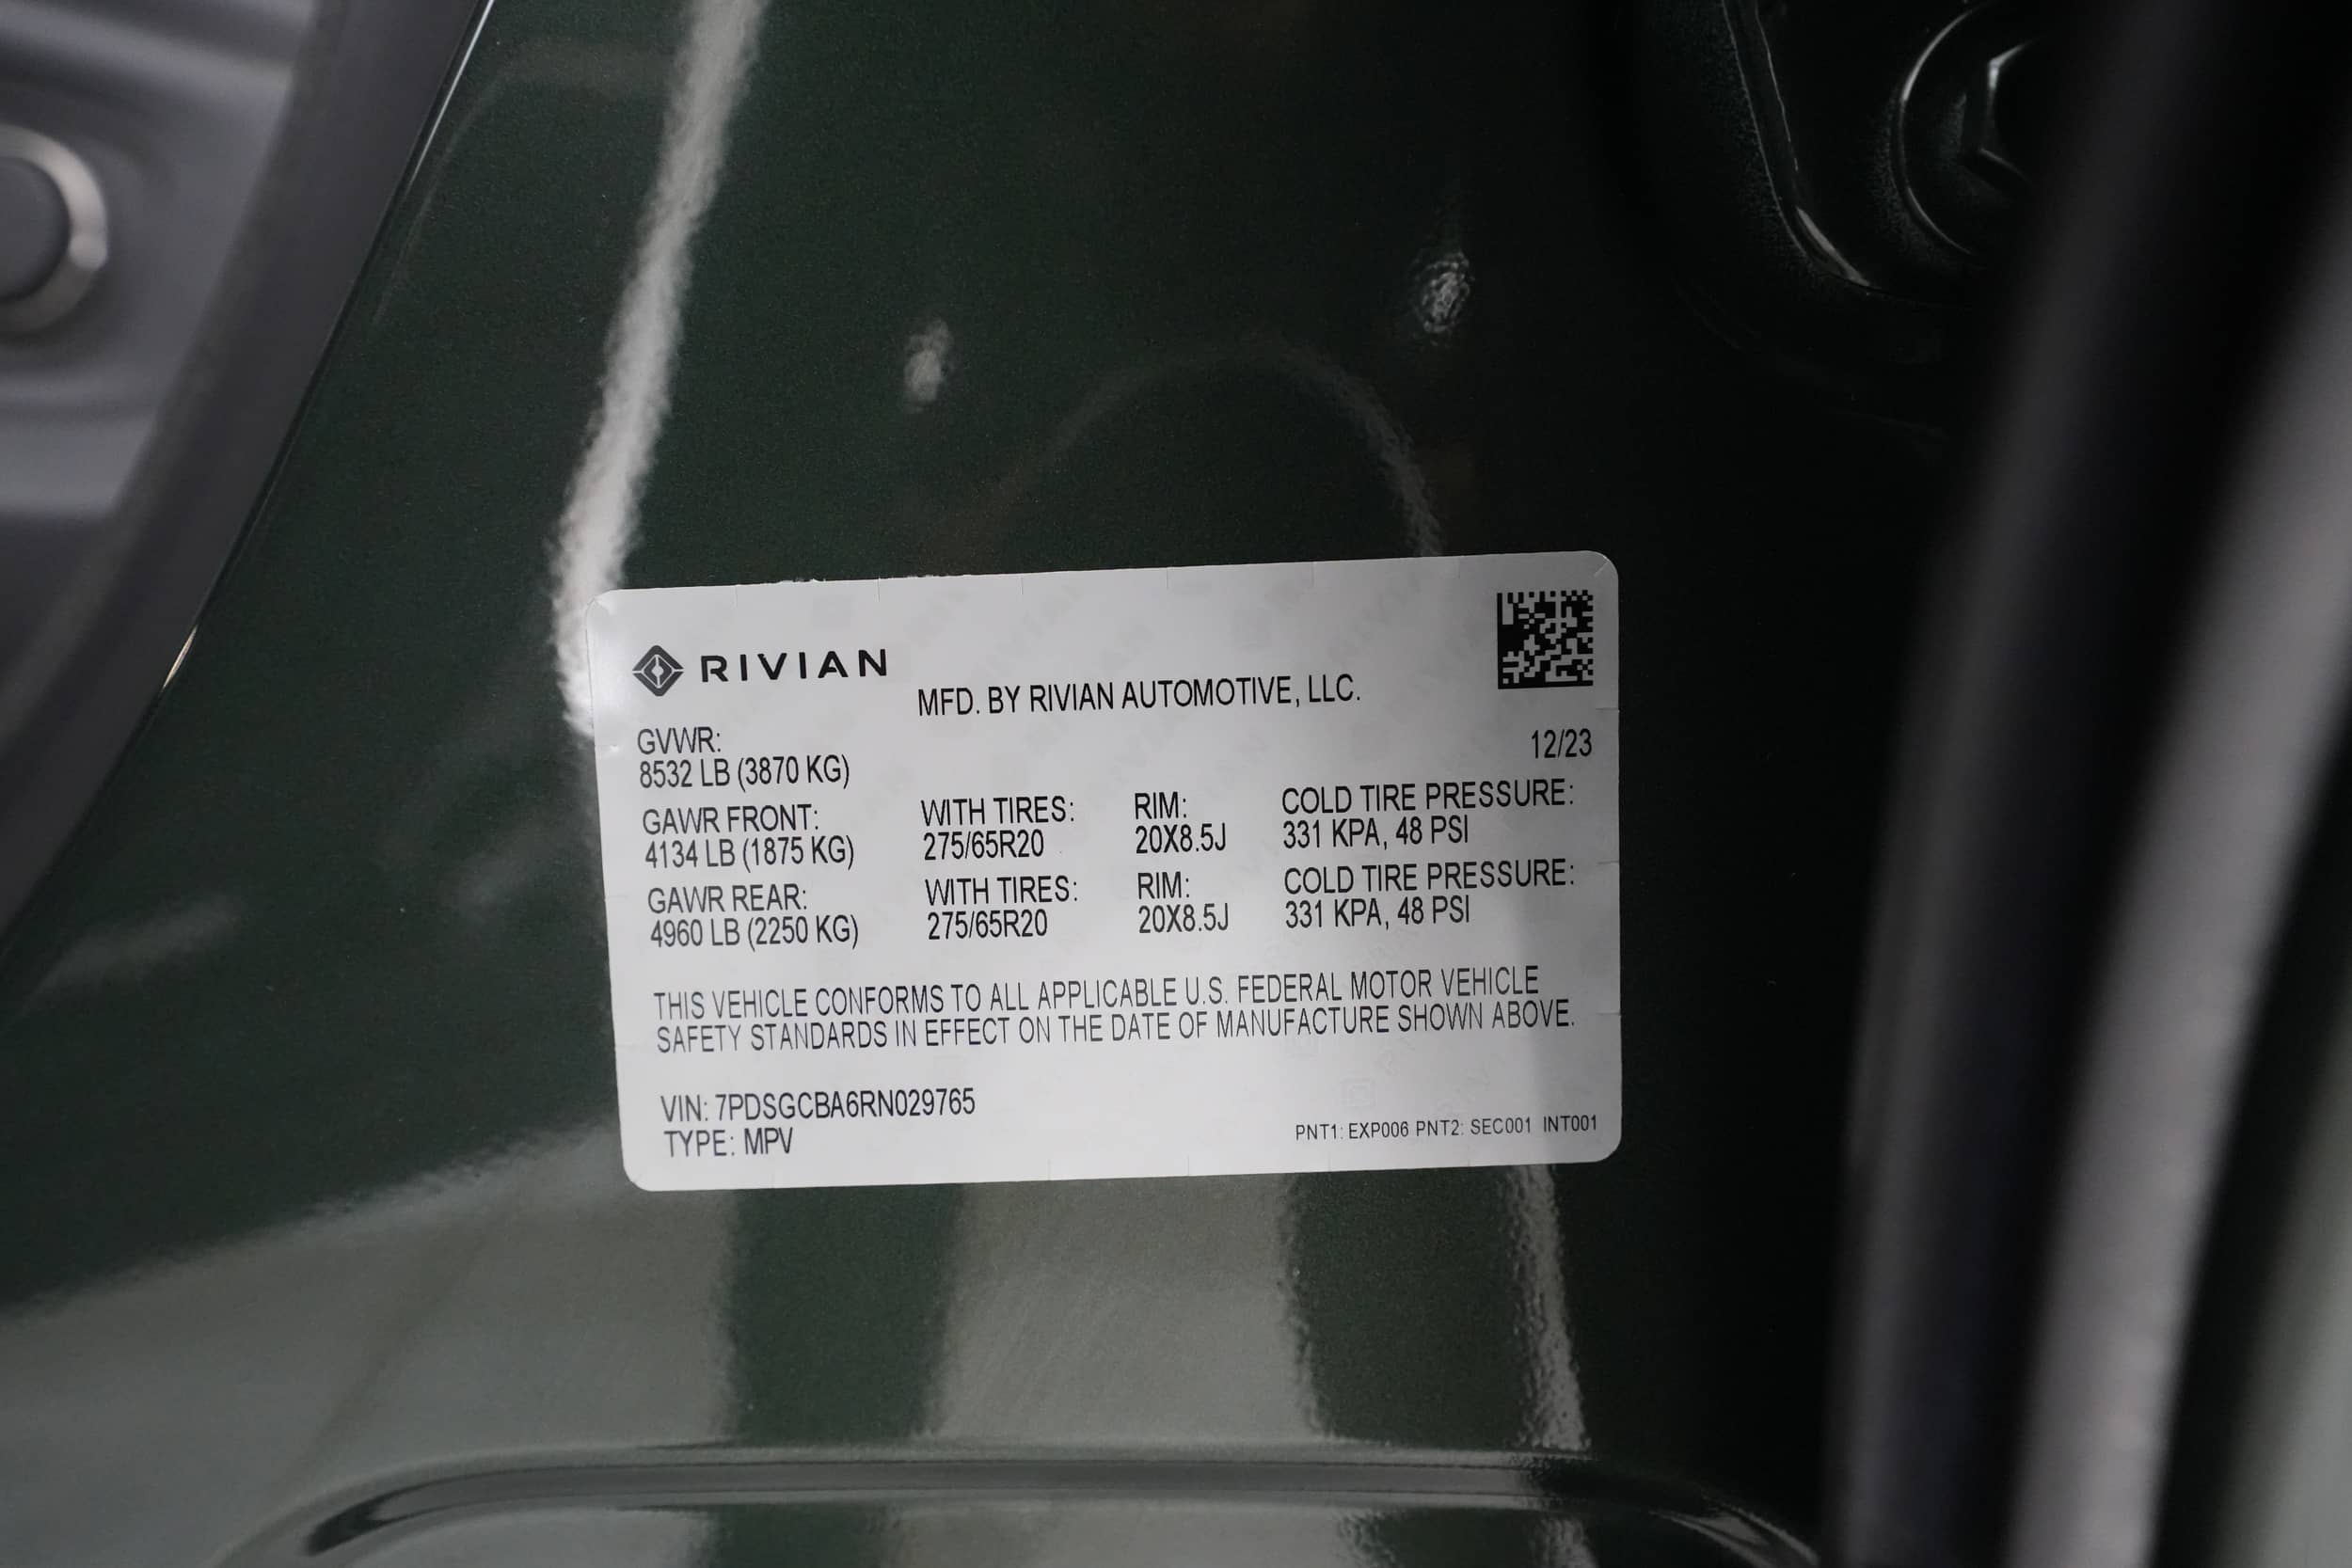 RIVIAN
MFD. BY RIVIAN AUTOMOTIVE, LLC.
12/23
GVWR:
8532 LB (3870 KG)
GAWR FRONT: WITH TIRES: RIM: COLD TIRE PRESSURE:
4134 LB (1875 KG) 275/65R20 20X8.5J 331 KPA, 48 PSI
GAWR REAR: WITH TIRES: RIM: COLD TIRE PRESSURE:
4960 LB (2250 KG) 275/65R20 20X8.5J 331 KPA, 48 PSI
THIS VEHICLE CONFORMS TO ALL APPLICABLE U.S. FEDERAL MOTOR VEHICLE
SAFETY STANDARDS IN EFFECT ON THE DATE OF MANUFACTURE SHOWN ABOVE.
VIN: 7PDSGCBA6RN029765
TYPE: MPV
PNT1: EXP006 PNT2: SEC001 INT001